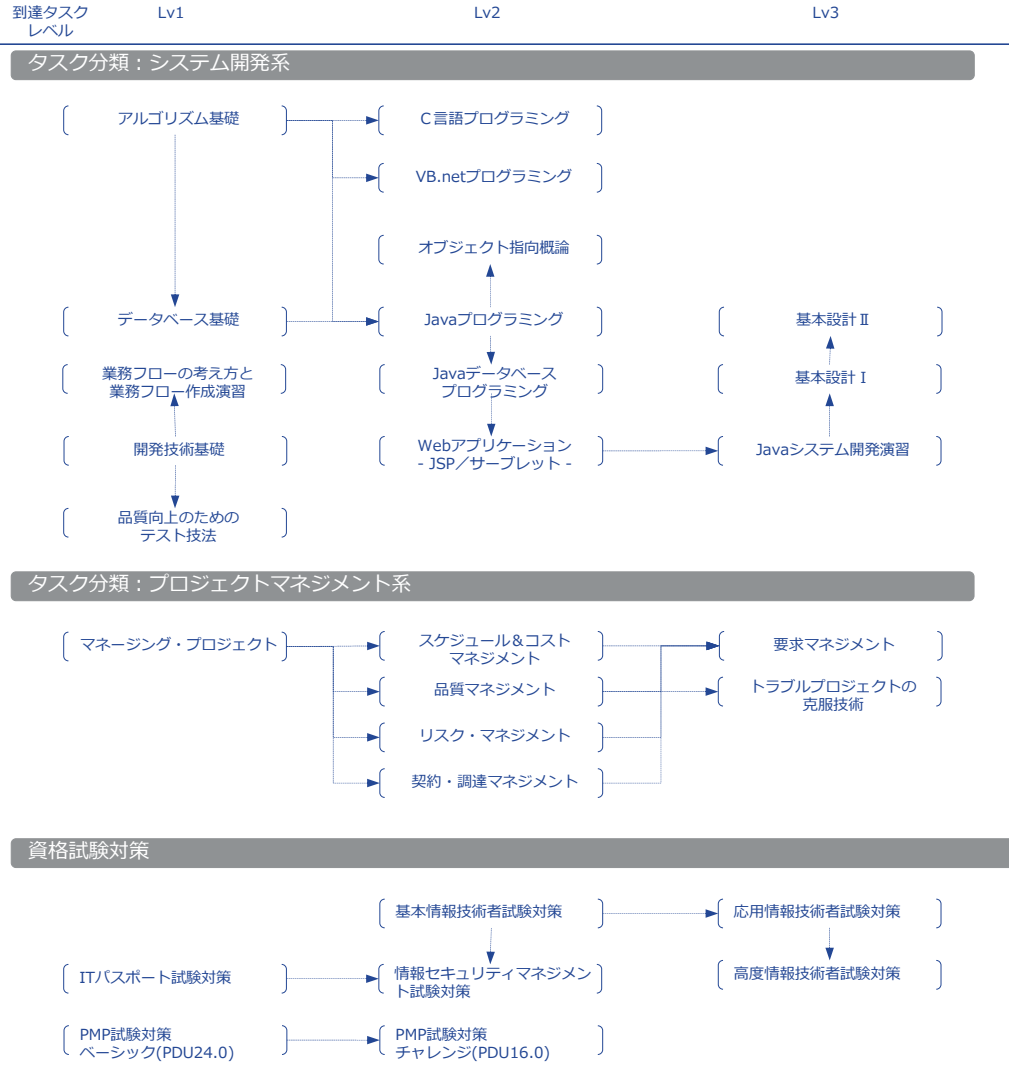 到達タスク
レベル
Lv1
Lv2
Lv3
タスク分類：システム開発系
アルゴリズム基礎
C言語プログラミング
VB.netプログラミング
オブジェクト指向概論
データベース基礎
Javaプログラミング
基本設計Ⅱ
業務フローの考え方と
業務フロー作成演習
Javaデータベース
プログラミング
基本設計Ⅰ
開発技術基礎
Webアプリケーション
- JSP／サーブレット -
Javaシステム開発演習
品質向上のための
テスト技法
タスク分類：プロジェクトマネジメント系
マネージング・プロジェクト
スケジュール＆コスト
マネジメント
要求マネジメント
品質マネジメント
トラブルプロジェクトの
克服技術
リスク・マネジメント
契約・調達マネジメント
資格試験対策
基本情報技術者試験対策
応用情報技術者試験対策
ITパスポート試験対策
情報セキュリティマネジメン
ト試験対策
高度情報技術者試験対策
PMP試験対策
ベーシック(PDU24.0)
PMP試験対策
チャレンジ(PDU16.0)